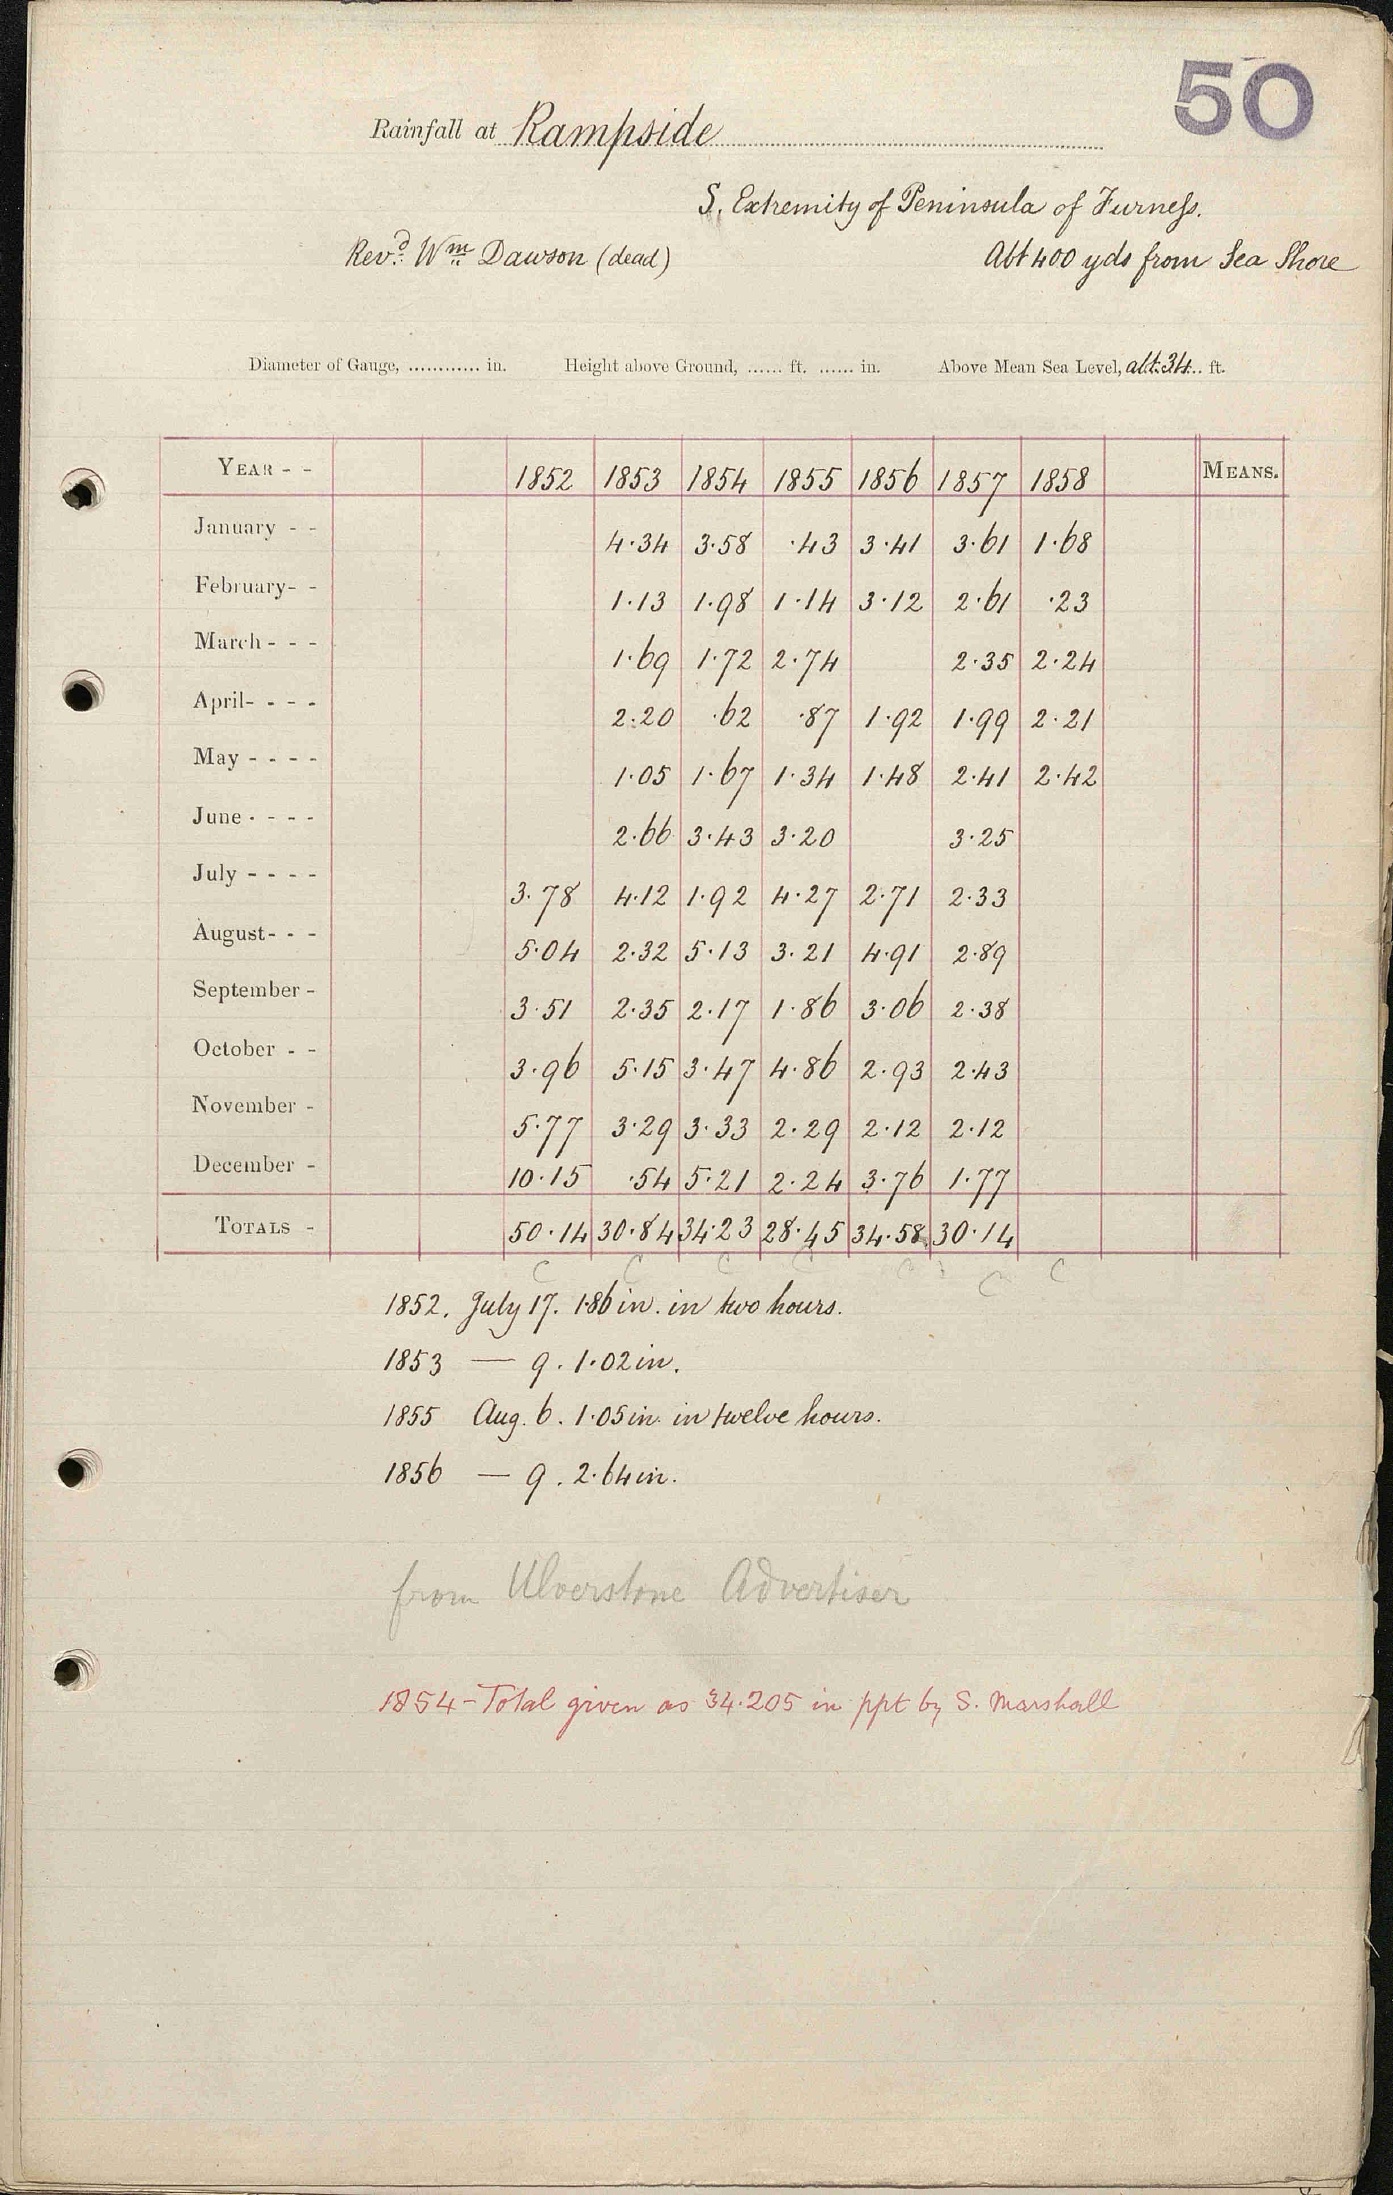 50
Rainfall at Rampside
S. Extremity of Peninsula of Furness.
Revd. Wm Dawson (dead) Abt 400 yds from Sea Shore
Diameter of Gauge, ............ in. Height above Ground, ...... ft. ...... in. Above Mean Sea Level, abt. 34 .. ft.
YEAR - - 1852 1853 1854 1855 1856 1857 1858 MEANS.
January - - 4.34 3.58 .43 3.41 3.61 1.68
February- - 1.13 1.98 1.14 3.12 2.61 .23
March - - - 1.69 1.72 2.74 2.35 2.24
April- - - - 2.20 .62 .87 1.92 1.99 2.21
May - - - - 1.05 1.67 1.34 1.48 2.41 2.42
June - - - - 2.66 3.43 3.20 3.25
July - - - - 3.78 4.12 1.92 4.27 2.71 2.33
August- - - 5.04 2.32 5.13 3.21 4.91 2.89
September - 3.51 2.35 2.17 1.86 3.06 2.38
October - - 3.96 5.15 3.47 4.86 2.93 2.43
November - 5.77 3.29 3.33 2.29 2.12 2.12
December - 10.15 .54 5.21 2.24 3.76 1.77
TOTALS - 50.14 30.84 34.23 28.45 34.58 30.14
C C C C C C C
1852. July 17. 1.86 in. in two hours.
1853 — 9. 1.02 in.
1855 Aug. 6. 1.05 in. in twelve hours.
1856 — 9. 2.64 in.
from Ulverstone Advertiser
1854 - Total given as 34.205 in ppt by S. Marshall